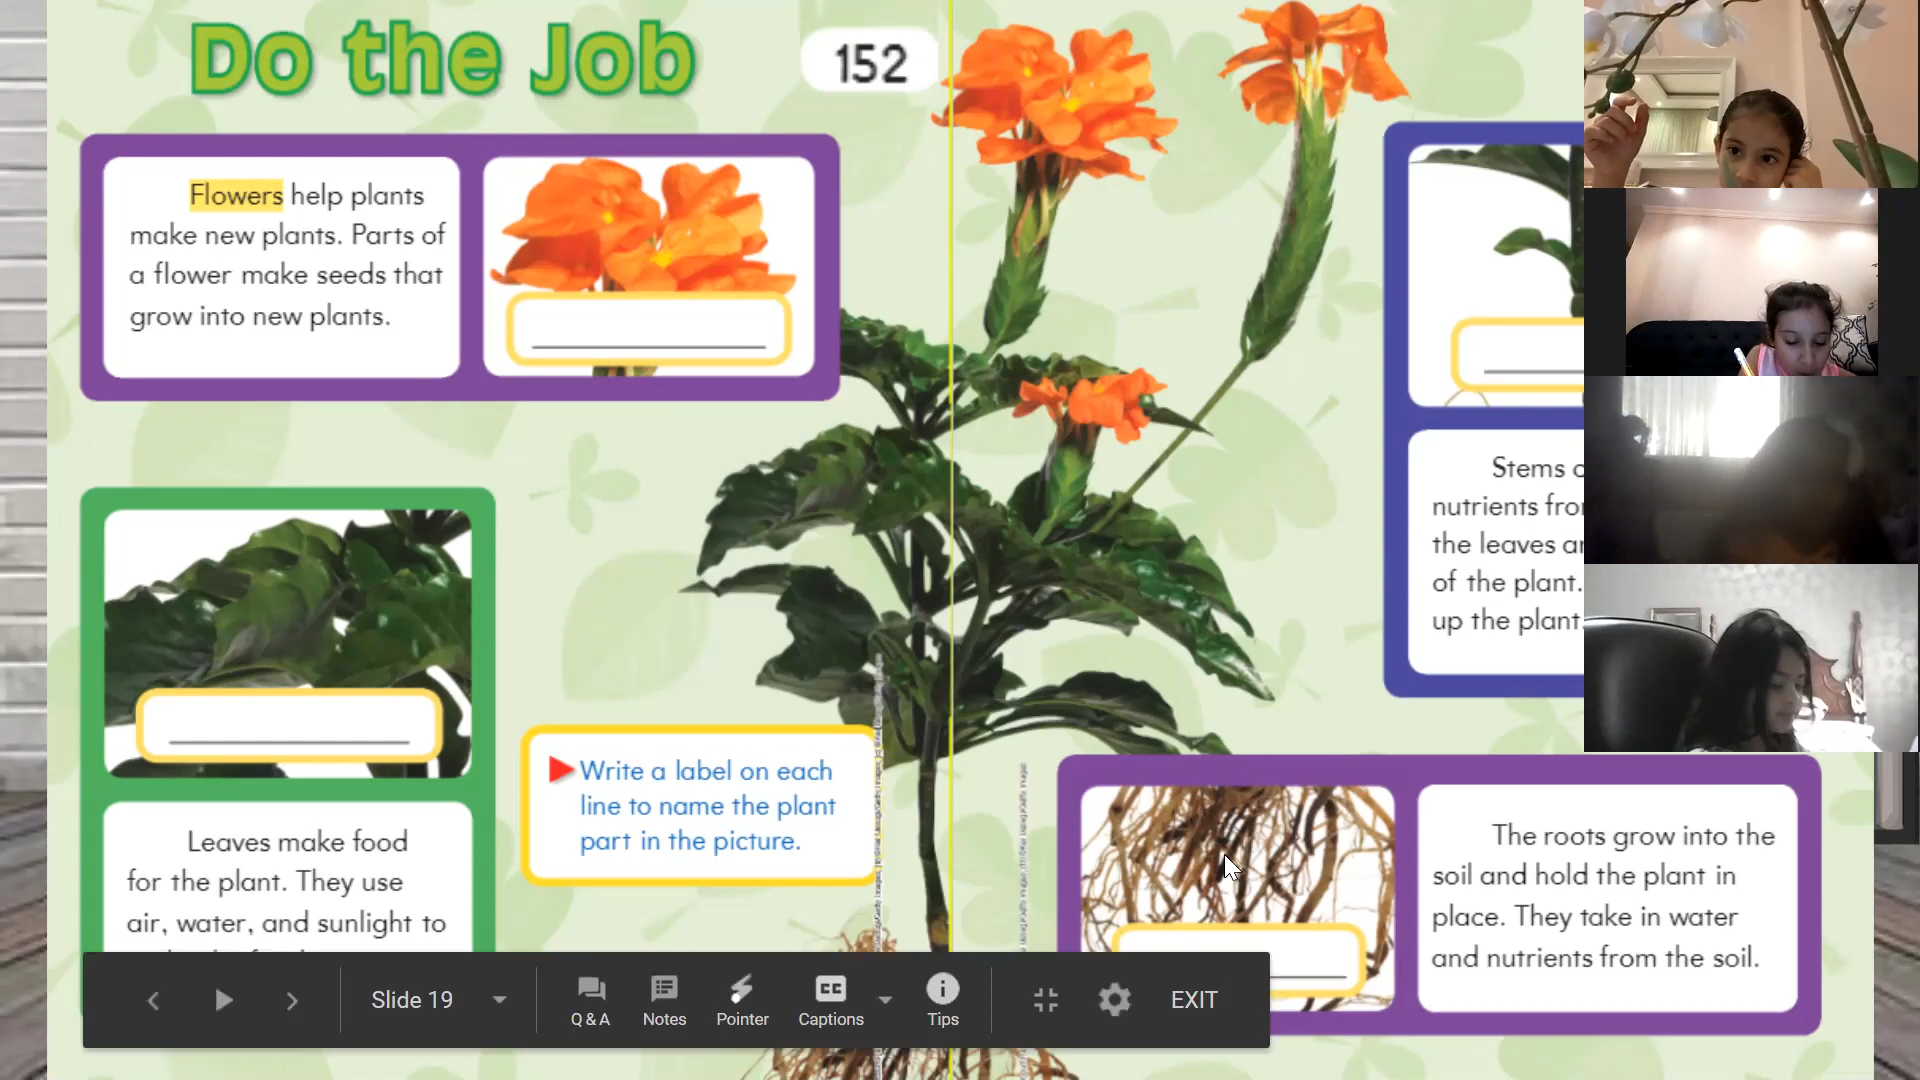 Do the Job
152
Flowers help plants
make new plants. Parts of
a flower make seeds that
grow into new plants.
Stems
nutrients
the leaves
of the plant.
up the plant
Write a label on each
line to name the plant
part in the picture.
Leaves make food
for the plant. They use
air, water, and sunlight to
The roots grow into the
soil and hold the plant in
place. They take in water
and nutrients from the soil.
Slide 19
Q & A
Notes
Pointer
CC
Captions
Tips
EXIT